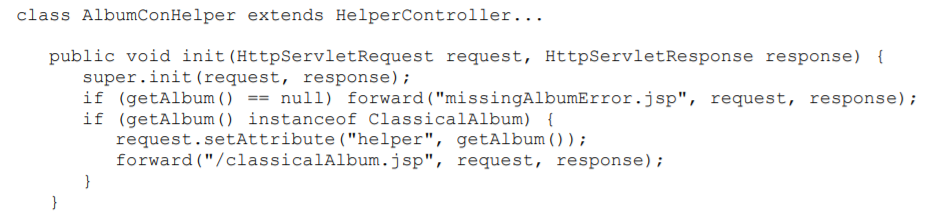 class AlbumConHelper extends HelperController...
public void init(HttpServletRequest request, HttpServletResponse response) {
super.init(request, response);
if (getAlbum() == null) forward("missingAlbumError.jsp", request, response);
if (getAlbum() instanceof ClassicalAlbum) {
request.setAttribute("helper", getAlbum());
forward("/classicalAlbum.jsp", request, response);
}
}